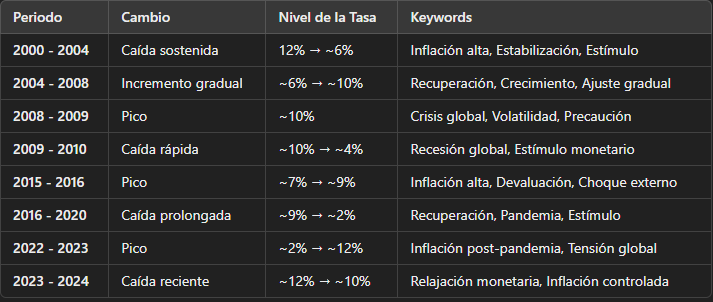 Periodo Cambio Nivel de la Tasa Keywords
2000 - 2004 Caída sostenida 12% → ~6% Inflación alta, Estabilización, Estímulo
2004 - 2008 Incremento gradual ~6% → ~10% Recuperación, Crecimiento, Ajuste gradual
2008 - 2009 Pico ~10% Crisis global, Volatilidad, Precaución
2009 - 2010 Caída rápida ~10% → ~4% Recesión global, Estímulo monetario
2015 - 2016 Pico ~7% → ~9% Inflación alta, Devaluación, Choque externo
2016 - 2020 Caída prolongada ~9% → ~2% Recuperación, Pandemia, Estímulo
2022 - 2023 Pico ~2% → ~12% Inflación post-pandemia, Tensión global
2023 - 2024 Caída reciente ~12% → ~10% Relajación monetaria, Inflación controlada